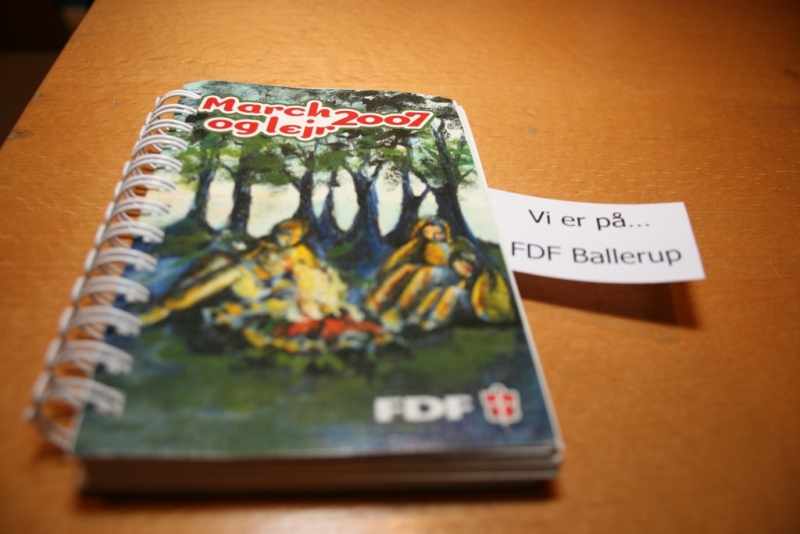 March 2007
og lejr
FDF
Vi er på...
FDF Ballerup